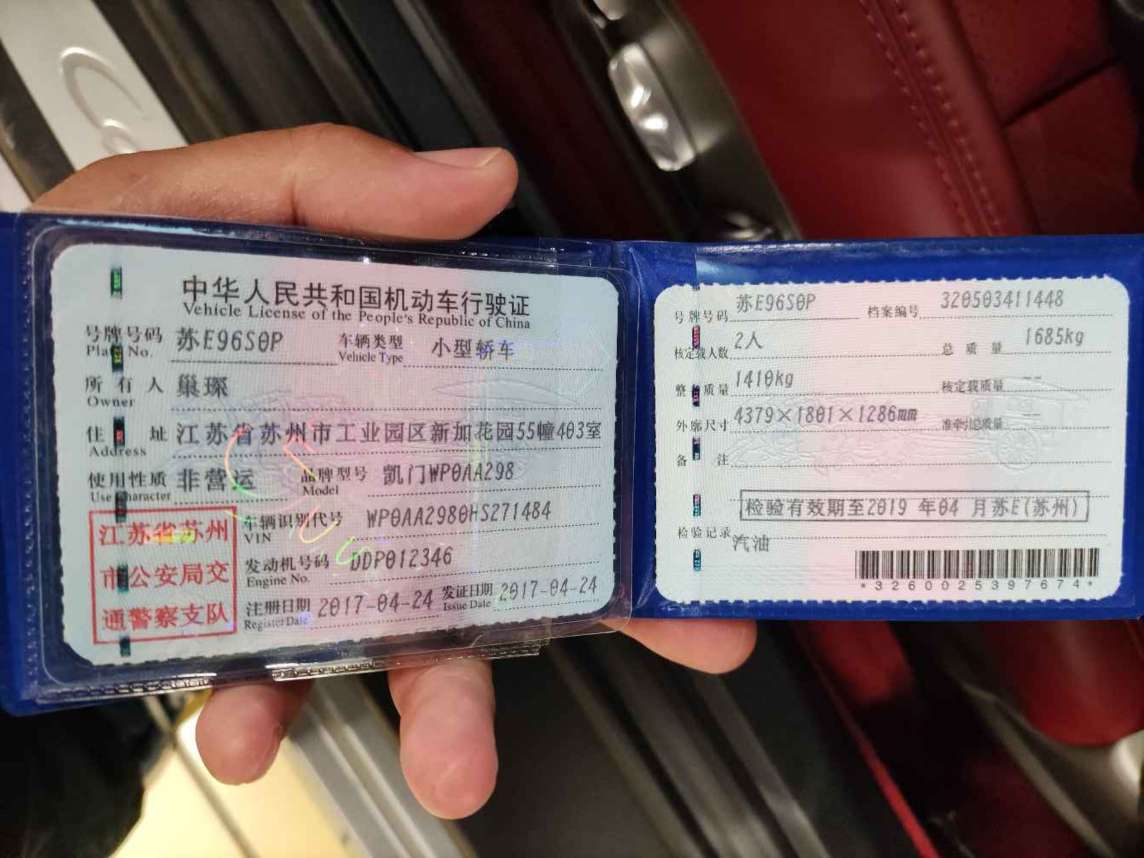 中华人民共和国机动车行驶证
Vehicle License of the People's Republic of China
号牌号码 苏E96S0P 车辆类型 小型轿车
Plate No. Vehicle Type
所有人 巢琛
Owner
住址 江苏省苏州市工业园区新加花园55幢403室
Address
使用性质 非营运 品牌型号 凯门WP0AA298
Use Character Model
江苏省苏州
市公安局交
通警察支队
车辆识别代号 WP0AA2980HS271484
VIN
发动机号码 DDP012346
Engine No.
注册日期 2017-04-24 发证日期 2017-04-24
Register Date Issue Date
号牌号码 苏E96S0P 档案编号 320503411448
核定载人数 2人 总质量 1685kg
整备质量 1410kg 核定载质量 --
外廓尺寸 4379×1801×1286mm 准牵引总质量 --
备注
检验有效期至2019 年04 月苏E(苏州)
检验记录
汽油
*3260025397674*